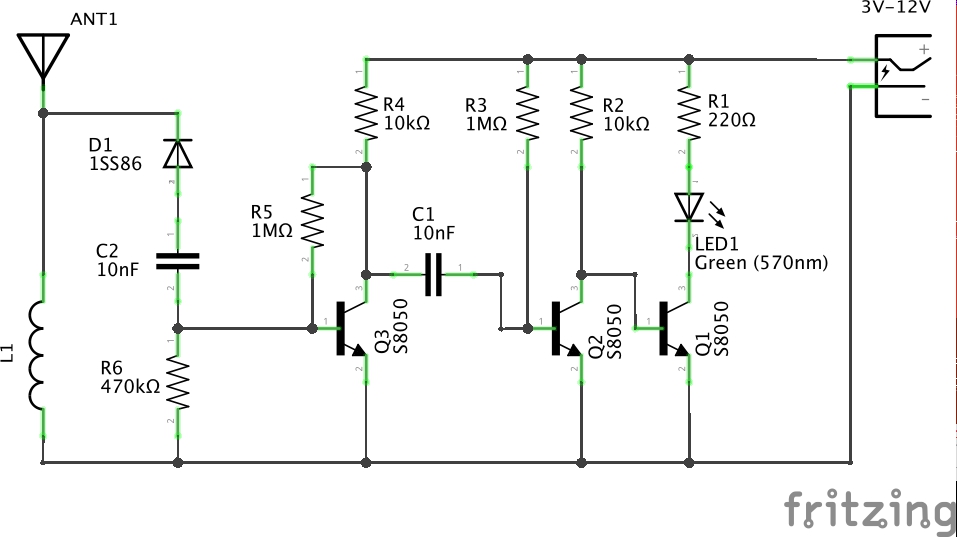 ANT1
3V-12V
+
-
D1
1SS86
R4
10kΩ
R3
1MΩ
R2
10kΩ
R1
220Ω
R5
1MΩ
C1
10nF
C2
10nF
LED1
Green (570nm)
L1
R6
470kΩ
Q3
S8050
Q2
S8050
Q1
S8050
1
2
1
2
1
2
1
2
1
2
2
1
1
2
1
2
1
3
2
1
3
2
1
3
2
fritzing